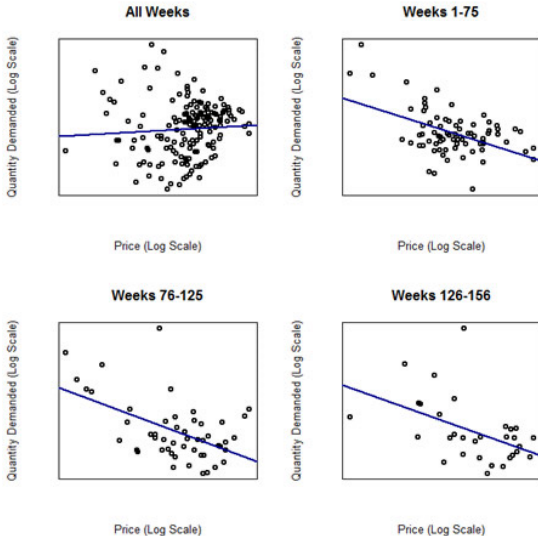 All Weeks
Quantity Demanded (Log Scale)
Price (Log Scale)
Weeks 1-75
Quantity Demanded (Log Scale)
Price (Log Scale)
Weeks 76-125
Quantity Demanded (Log Scale)
Price (Log Scale)
Weeks 126-156
Quantity Demanded (Log Scale)
Price (Log Scale)